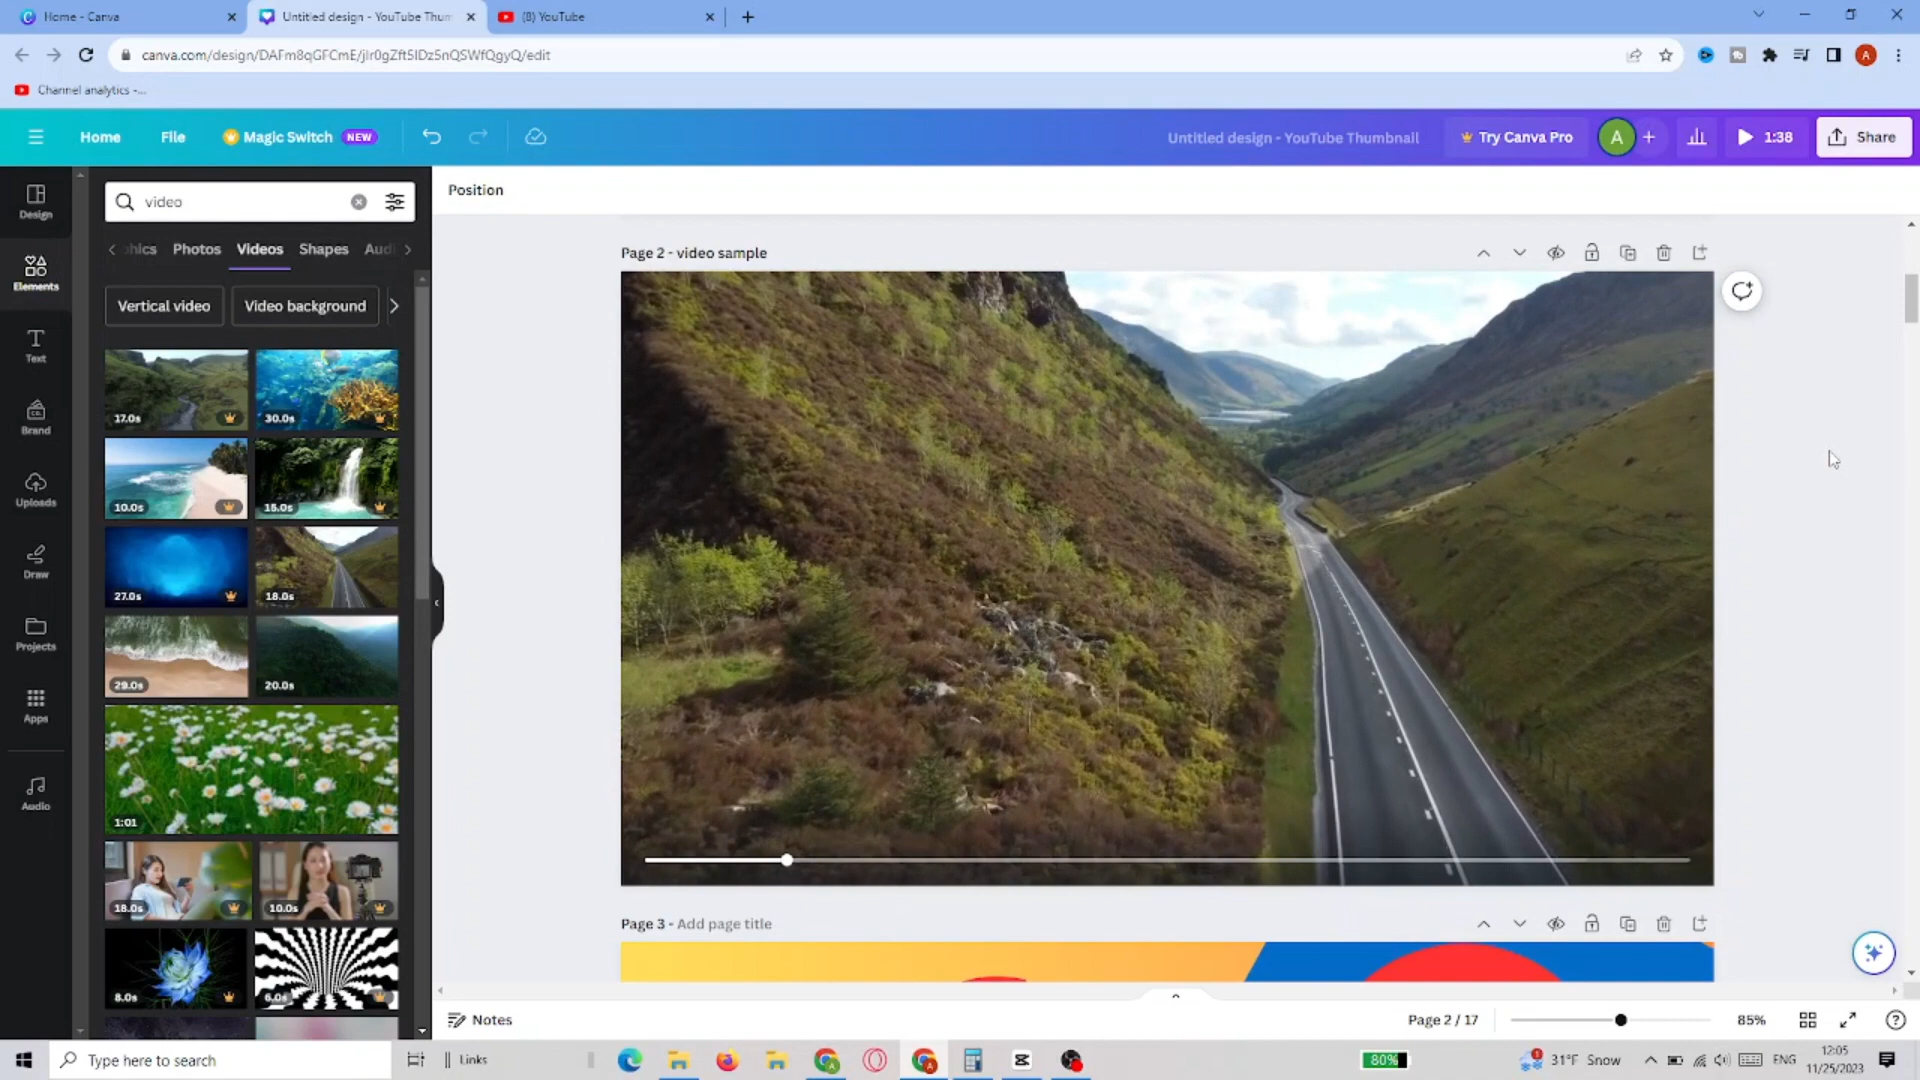 Home - Canva
Untitled design - YouTube Thum
(8) YouTube
canva.com/design/DAFm8qGFCmE/jIr0gZft5IDz5nQSWfQgyQ/edit
A
Channel analytics -...
Home
File
Magic Switch
NEW
Untitled design - YouTube Thumbnail
Try Canva Pro
A
1:38
Share
Design
Elements
Text
Brand
Uploads
Draw
Projects
Apps
Audio
video
hics
Photos
Videos
Shapes
Audi
Vertical video
Video background
17.0s
30.0s
10.0s
15.0s
27.0s
18.0s
29.0s
20.0s
1:01
18.0s
10.0s
8.0s
6.0s
Position
Page 2 - video sample
Page 3 - Add page title
Notes
Page 2 / 17
85%
Type here to search
Links
80%
31°F Snow
ENG
12:05
11/25/2023